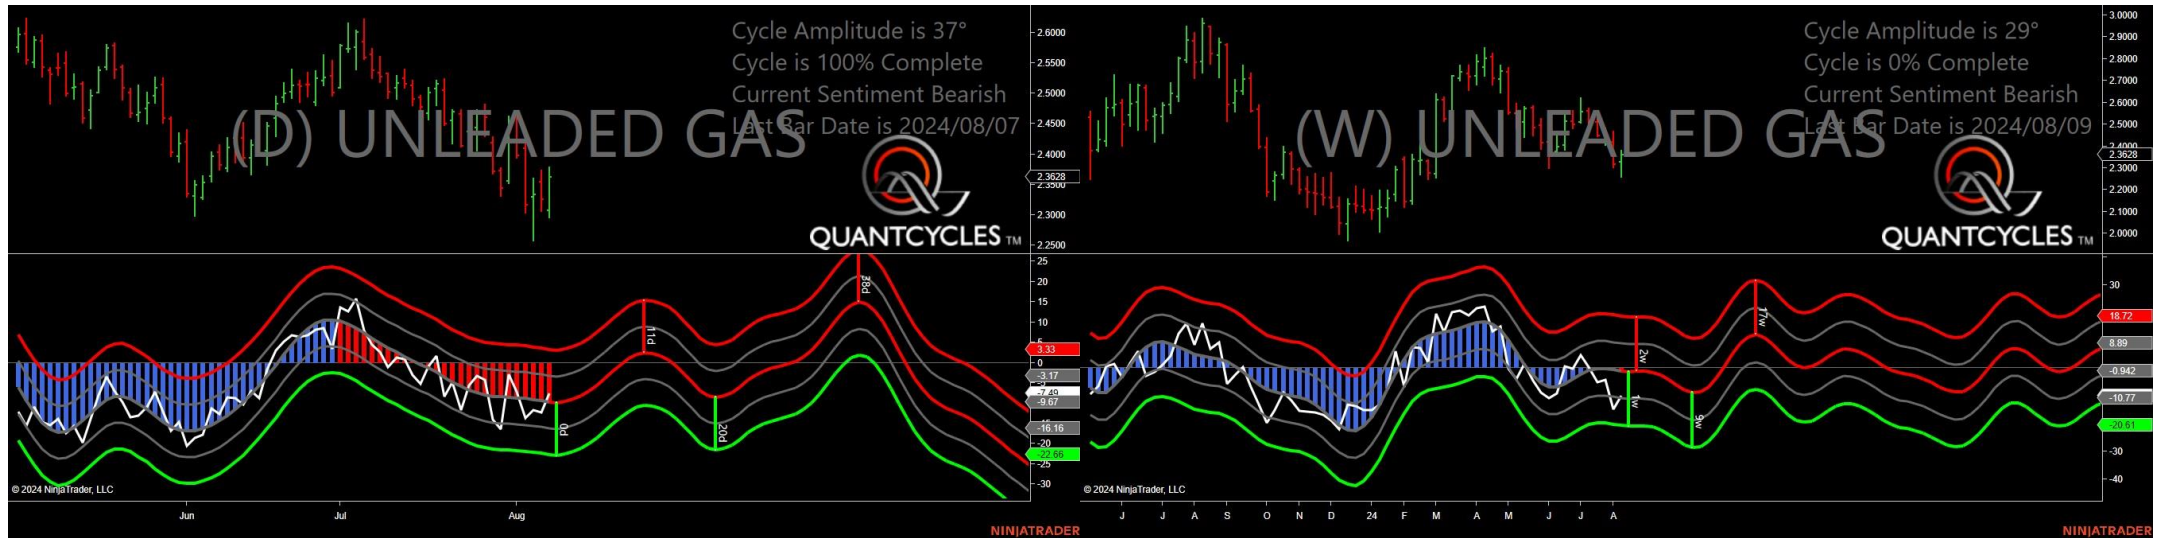 Cycle Amplitude is 37°
Cycle is 100% Complete
Current Sentiment Bearish
Last Bar Date is 2024/08/07
(D) UNLEADED GAS
QUANTCYCLES TM
2.6000
2.5500
2.5000
2.4500
2.4000
2.3628
2.3500
2.3000
2.2500
25
20
15
10
5
3.33
0
-3.17
-7.49
-9.67
-16.16
-20
-22.66
-25
-30
0d
11d
20d
38d
© 2024 NinjaTrader, LLC
Jun
Jul
Aug
NINJATRADER
Cycle Amplitude is 29°
Cycle is 0% Complete
Current Sentiment Bearish
Last Bar Date is 2024/08/09
(W) UNLEADED GAS
QUANTCYCLES TM
3.0000
2.9000
2.8000
2.7000
2.6000
2.5000
2.4000
2.3628
2.3000
2.2000
2.1000
2.0000
30
18.72
8.89
-0.942
-10.77
-20.61
-30
-40
2w
1w
9w
17w
© 2024 NinjaTrader, LLC
J J A S O N D 24 F M A M J J A
NINJATRADER